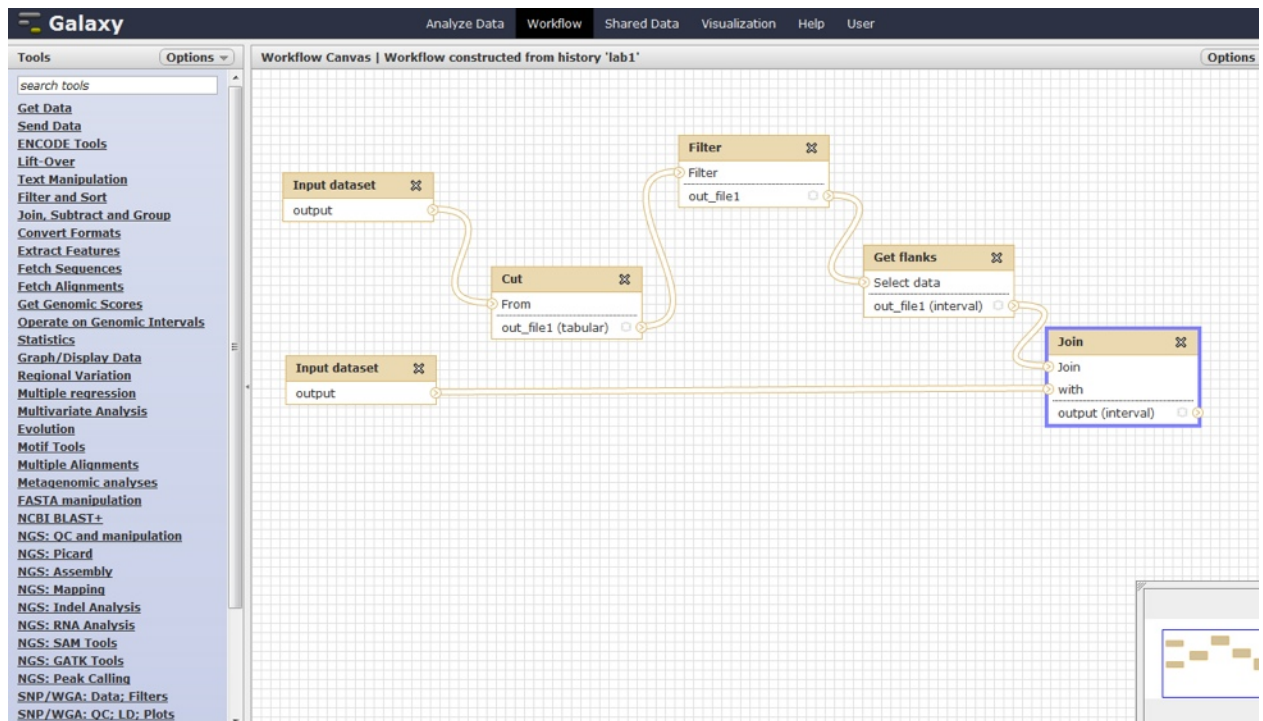 Galaxy
Analyze Data Workflow Shared Data Visualization Help User
Tools Options
Workflow Canvas | Workflow constructed from history 'lab1'
Options
search tools
Get Data
Send Data
ENCODE Tools
Lift-Over
Text Manipulation
Filter and Sort
Join, Subtract and Group
Convert Formats
Extract Features
Fetch Sequences
Fetch Alignments
Get Genomic Scores
Operate on Genomic Intervals
Statistics
Graph/Display Data
Regional Variation
Multiple regression
Multivariate Analysis
Evolution
Motif Tools
Multiple Alignments
Metagenomic analyses
FASTA manipulation
NCBI BLAST+
NGS: QC and manipulation
NGS: Picard
NGS: Assembly
NGS: Mapping
NGS: Indel Analysis
NGS: RNA Analysis
NGS: SAM Tools
NGS: GATK Tools
NGS: Peak Calling
SNP/WGA: Data; Filters
SNP/WGA: QC; LD; Plots
Input dataset
output
Cut
From
out_file1 (tabular)
Filter
Filter
out_file1
Get flanks
Select data
out_file1 (interval)
Input dataset
output
Join
Join
with
output (interval)